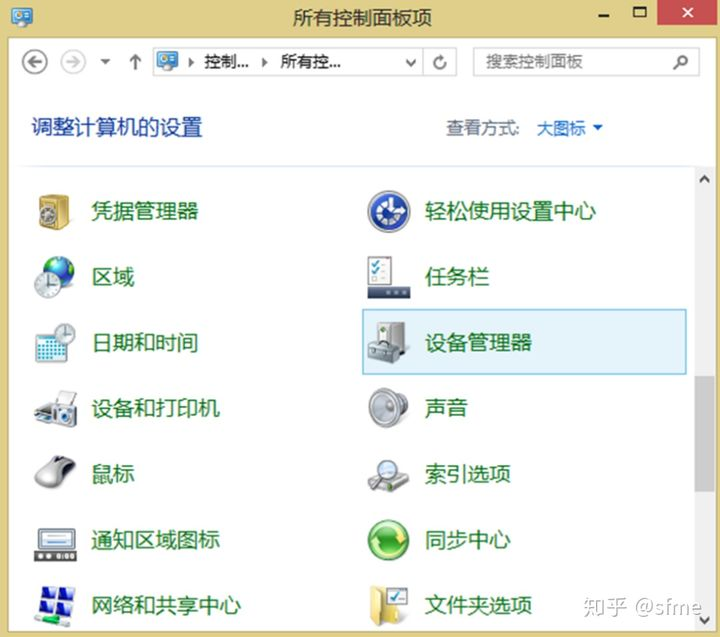 所有控制面板项
控制... 所有控... 搜索控制面板
调整计算机的设置 查看方式: 大图标
凭据管理器 轻松使用设置中心
区域 任务栏
日期和时间 设备管理器
设备和打印机 声音
鼠标 索引选项
通知区域图标 同步中心
网络和共享中心 文件夹选项
知乎 @sfme